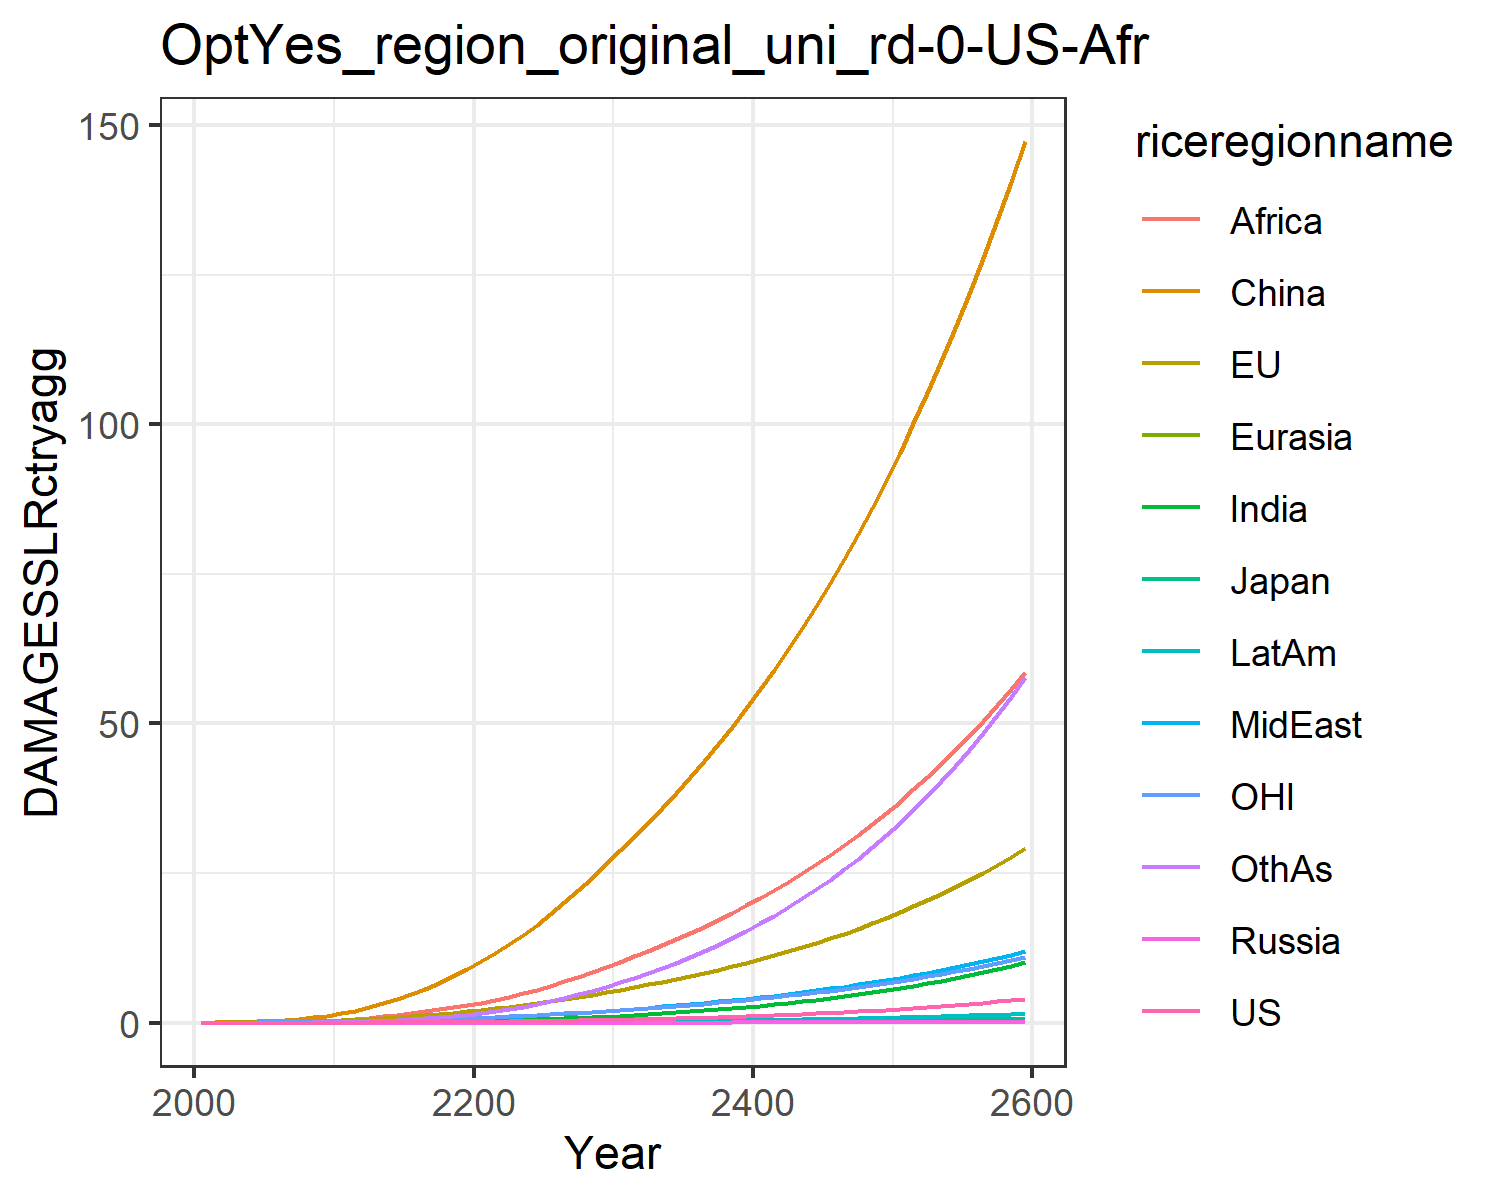 OptYes_region_original_uni_rd-0-US-Afr
150
100
50
0
DAMAGESSLRctryagg
2000
2200
2400
2600
Year
riceregionname
Africa
China
EU
Eurasia
India
Japan
LatAm
MidEast
OHI
OthAs
Russia
US